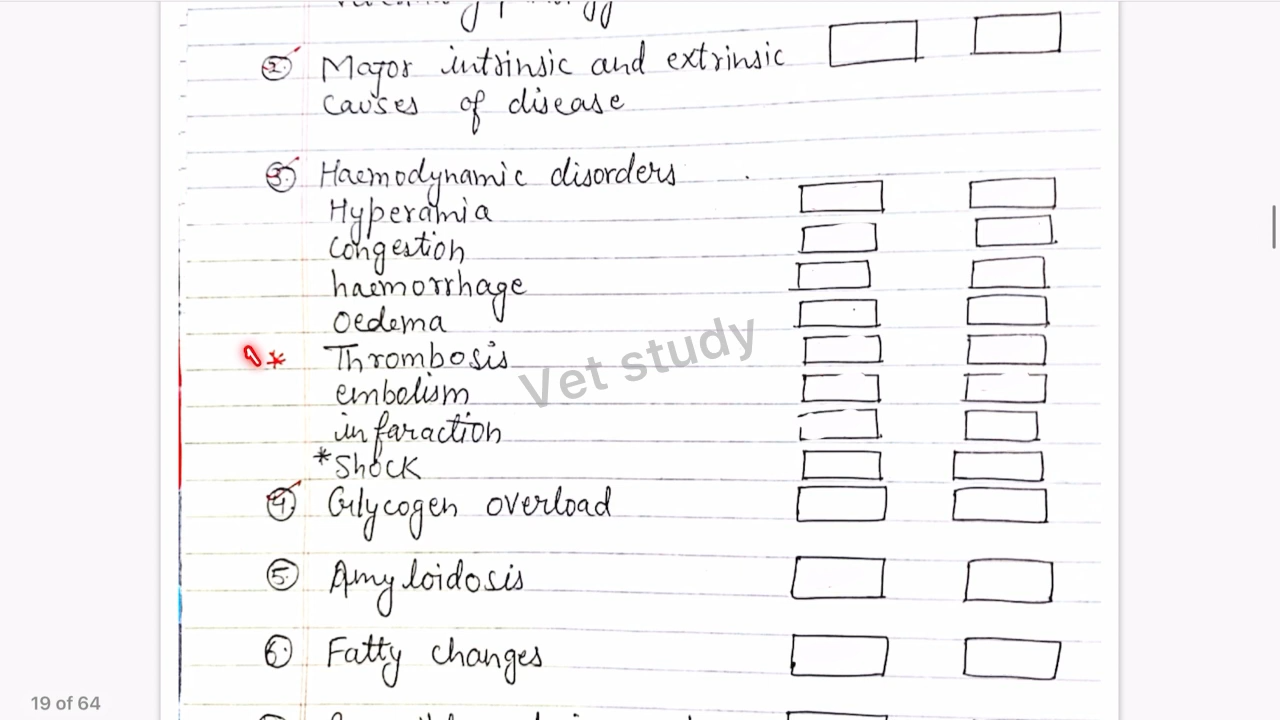 ② Major intrinsic and extrinsic
causes of disease
③ Haemodynamic disorders
Hyperamia
Congestion
haemorrhage
Oedema
* Thrombosis
embolism
infaraction
*Shock
④ Glycogen overload
⑤ Amyloidosis
⑥ Fatty changes
Vet study
19 of 64